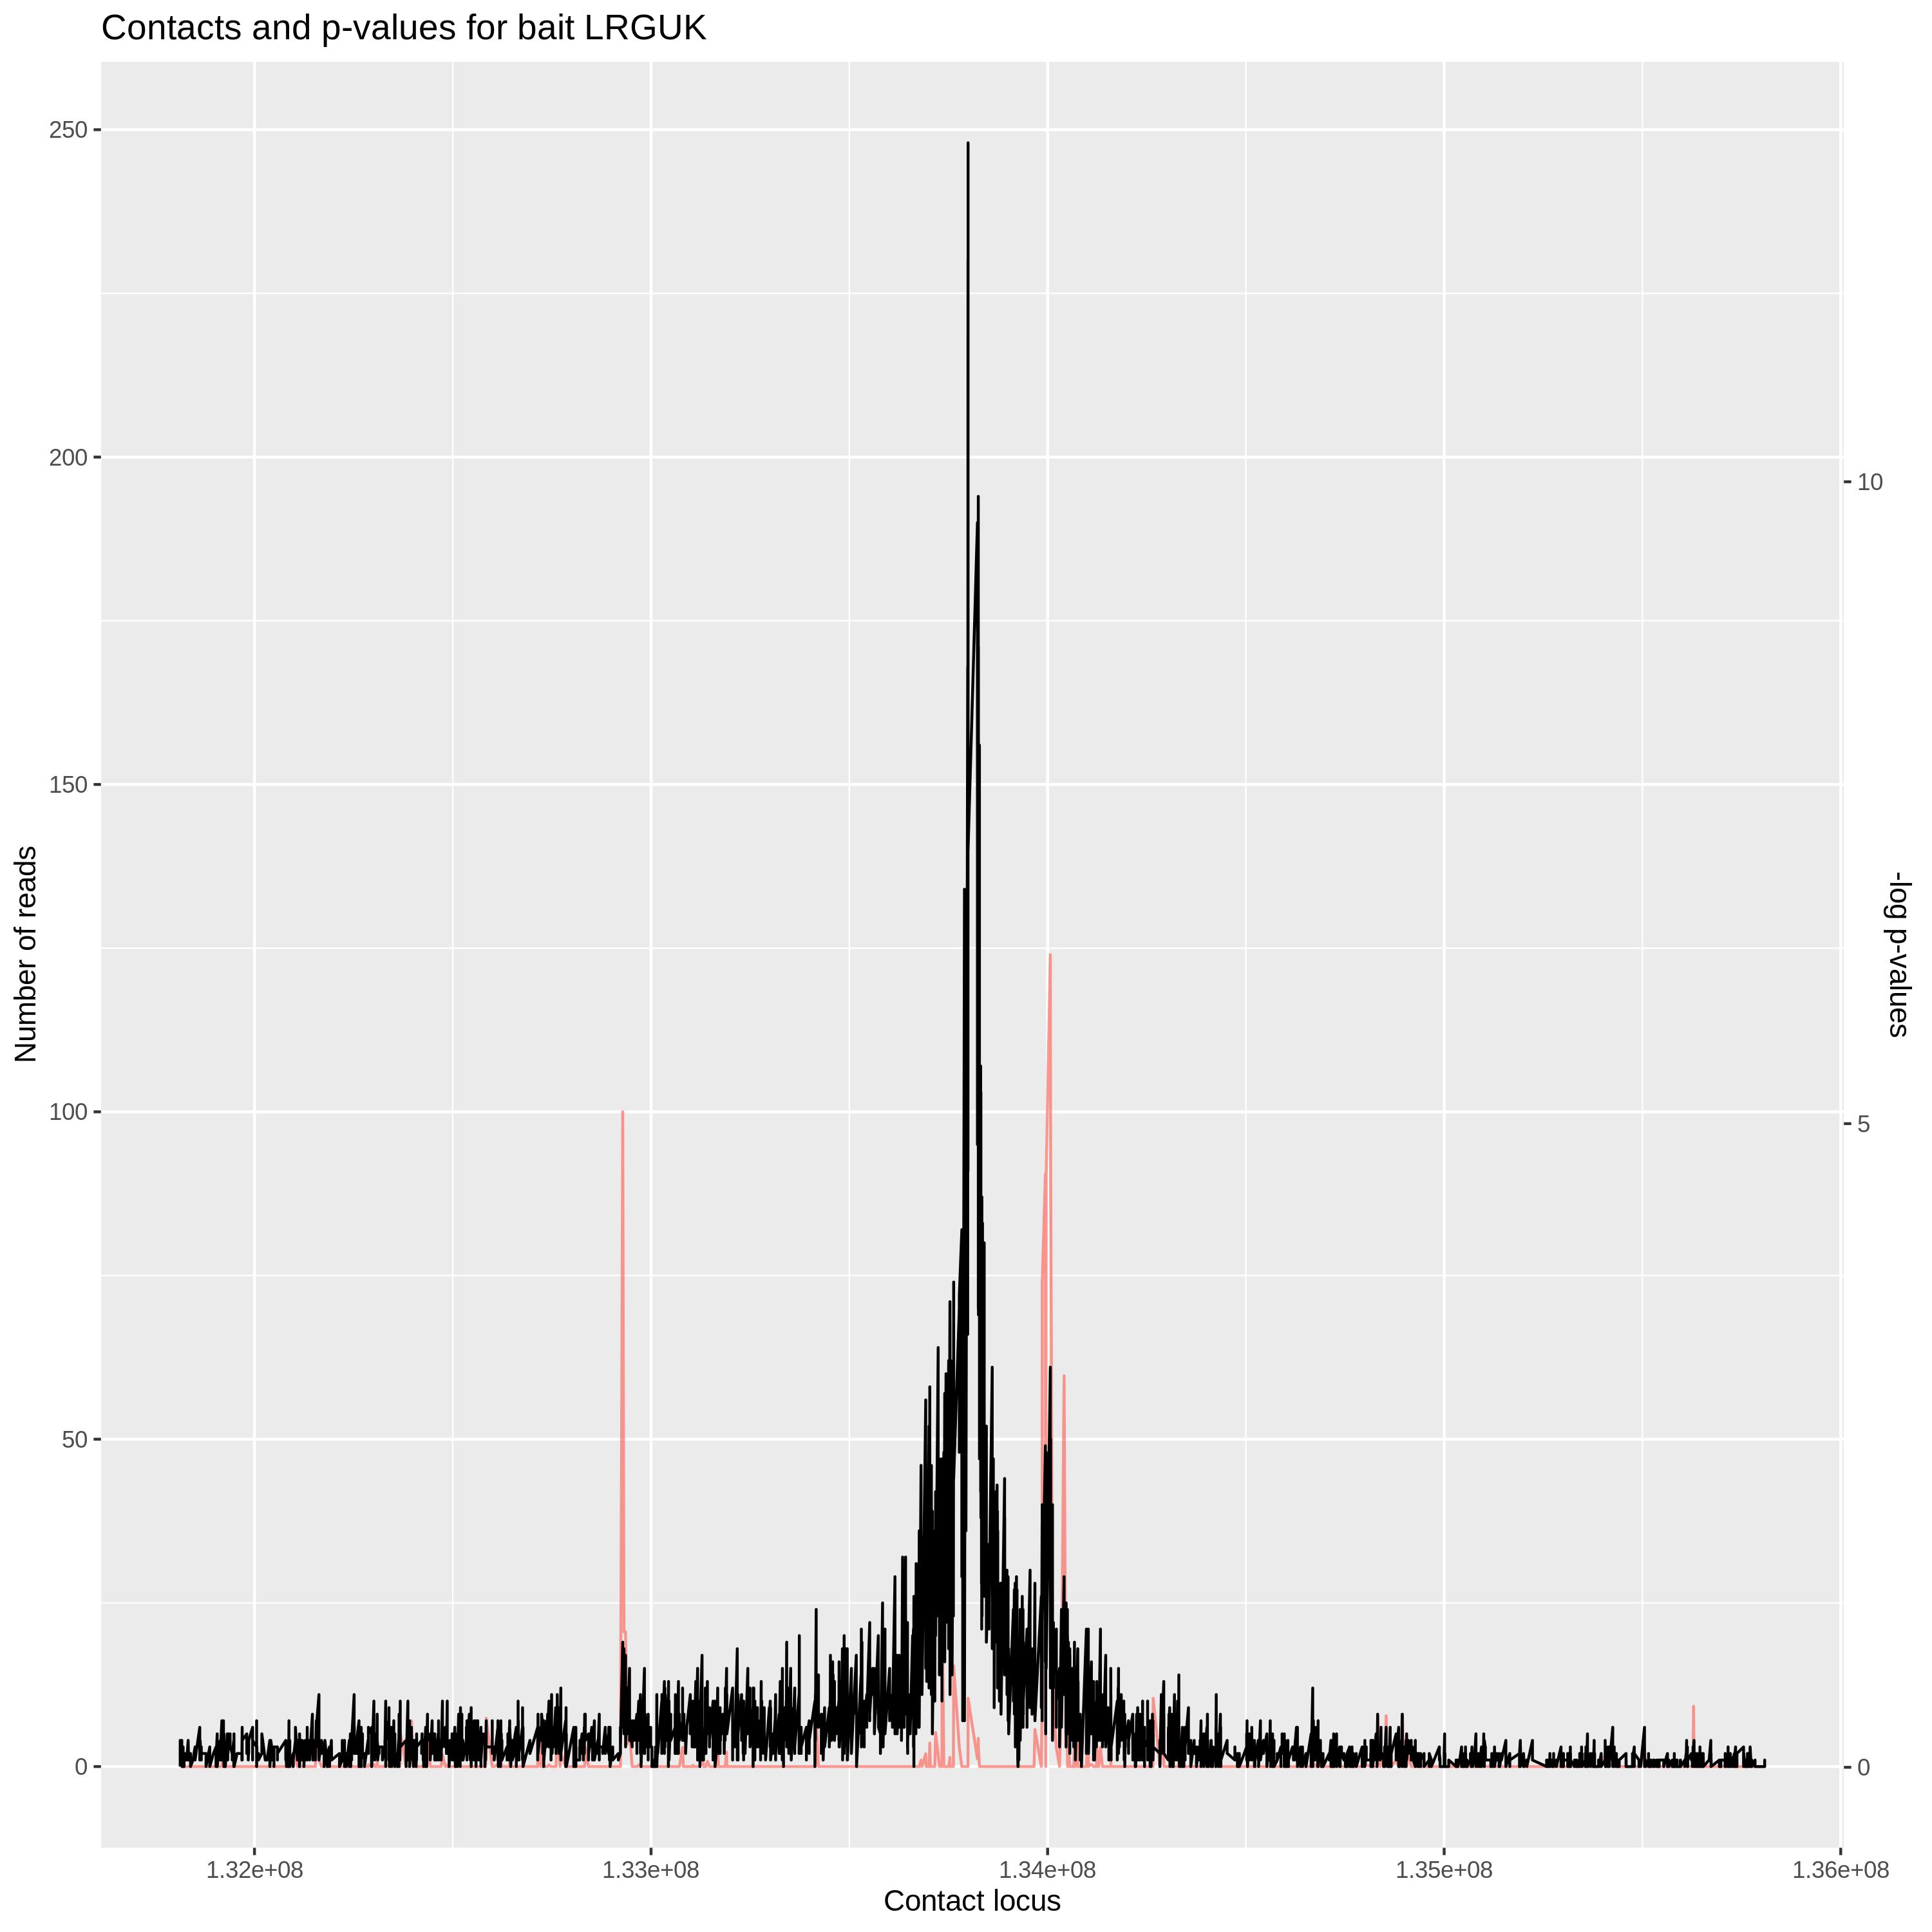 Contacts and p-values for bait LRGUK
250
200
150
100
50
0
Number of reads
10
5
0
-log p-values
1.32e+08
1.33e+08
1.34e+08
1.35e+08
1.36e+08
Contact locus